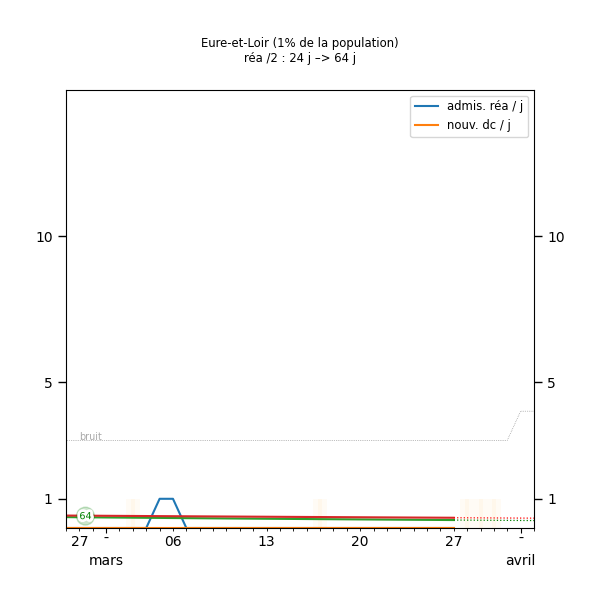 Eure-et-Loir (1% de la population)
réa /2 : 24 j –> 64 j
admis. réa / j
nouv. dc / j
10 10
5 5
bruit
1 1
64
27 - 06 13 20 27 -
mars avril